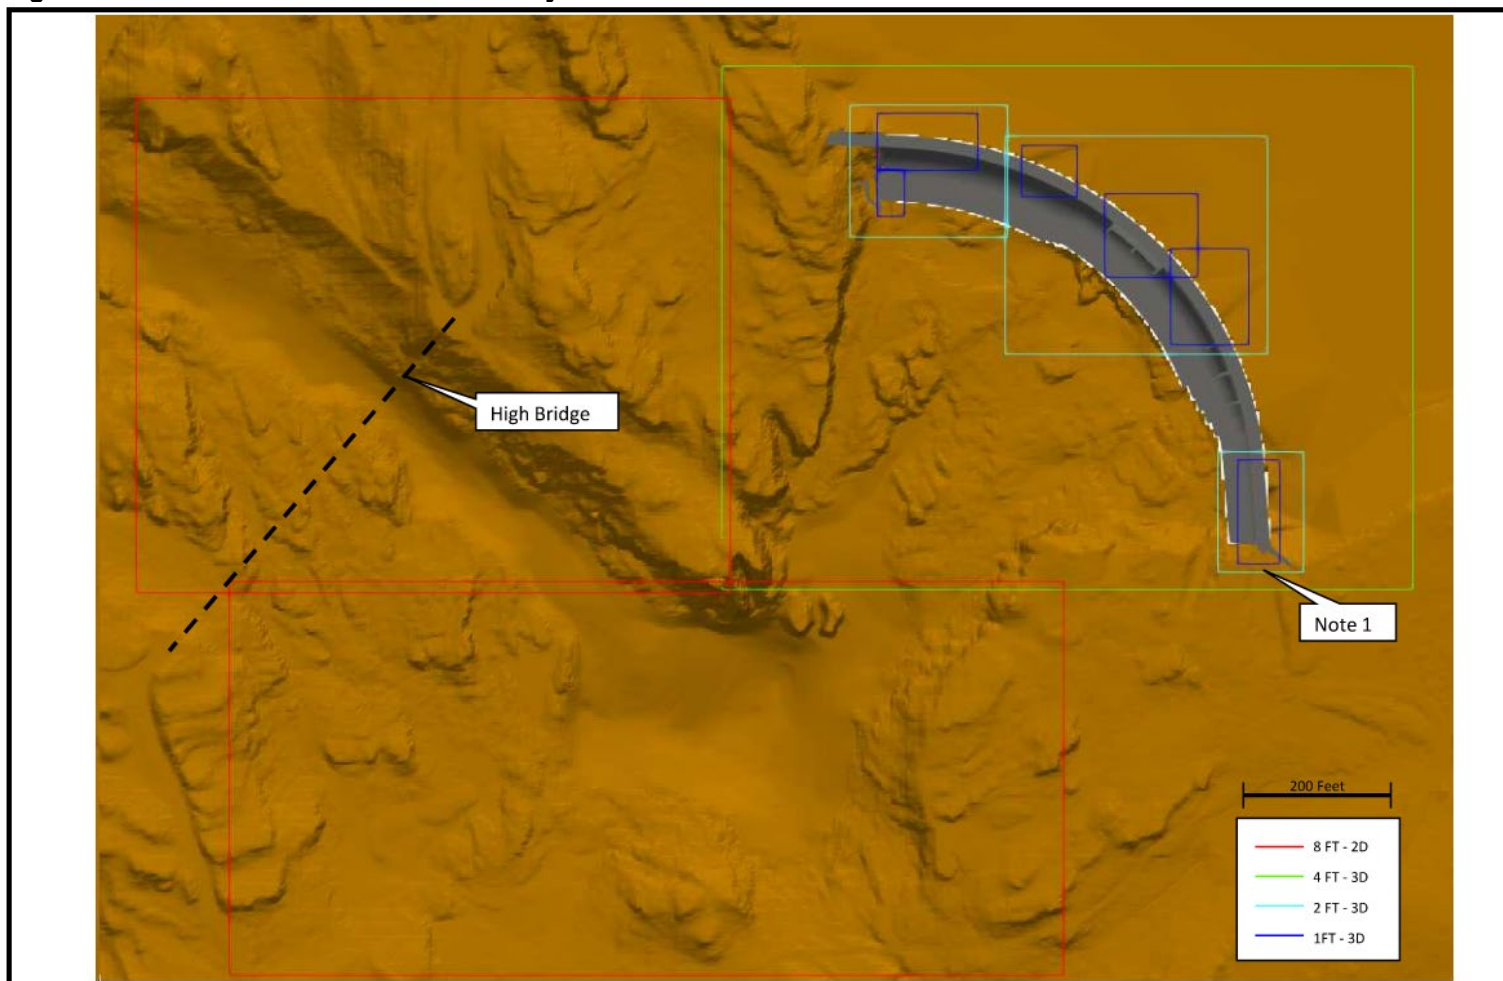 High Bridge
Note 1
200 Feet
8 FT - 2D
4 FT - 3D
2 FT - 3D
1FT - 3D